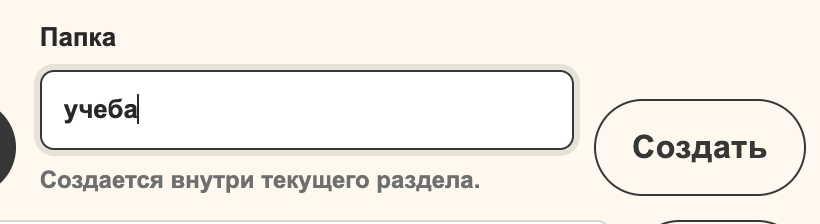 Папка
учеба
Создать
Создается внутри текущего раздела.